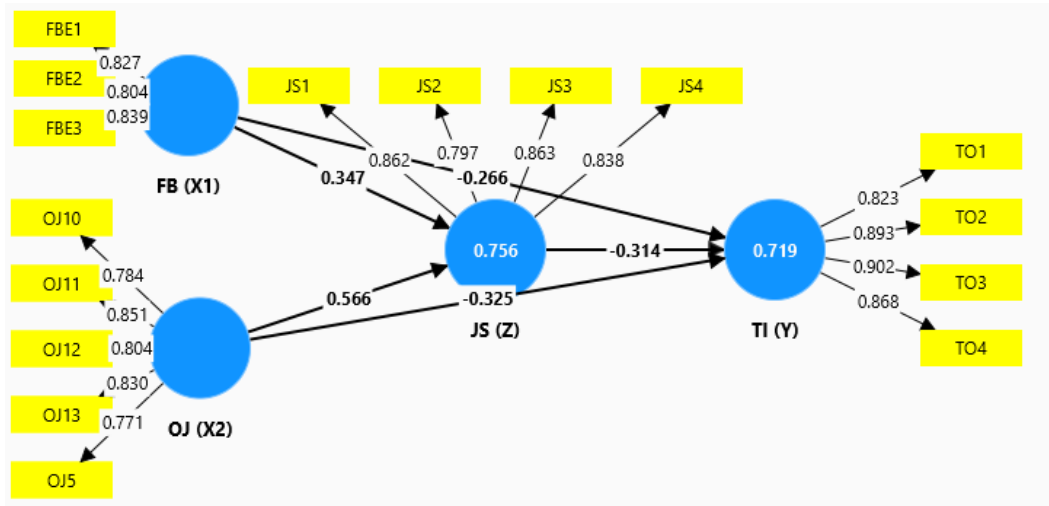 FBE1
FBE2
FBE3
0.827
0.804
0.839
FB (X1)
JS1
JS2
JS3
JS4
0.862
0.797
0.863
0.838
0.347
-0.266
OJ10
OJ11
OJ12
OJ13
OJ5
0.784
0.851
0.804
0.830
0.771
OJ (X2)
0.566
-0.325
0.756
JS (Z)
-0.314
0.719
TI (Y)
0.823
0.893
0.902
0.868
TO1
TO2
TO3
TO4